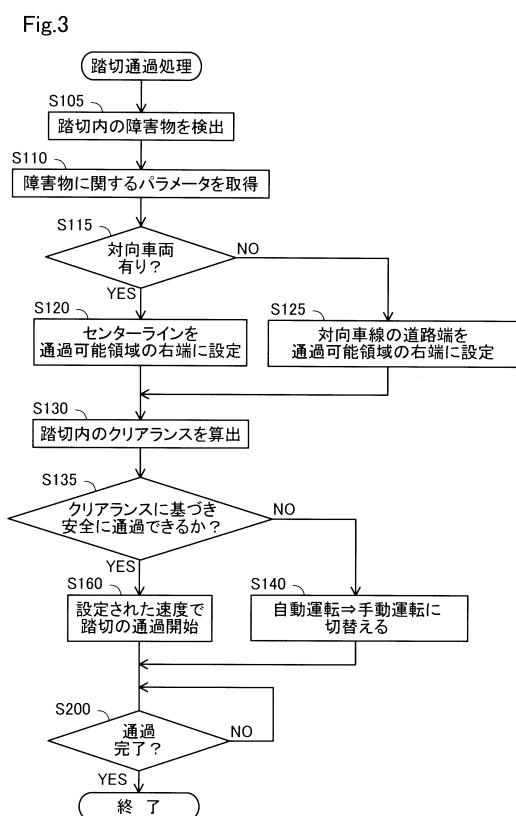 Fig.3
踏切通過処理
S105
踏切内の障害物を検出
S110
障害物に関するパラメータを取得
S115
対向車両
有り？
NO
YES
S120
センターラインを
通過可能領域の右端に設定
S125
対向車線の道路端を
通過可能領域の右端に設定
S130
踏切内のクリアランスを算出
S135
クリアランスに基づき
安全に通過できるか？
NO
YES
S160
設定された速度で
踏切の通過開始
S140
自動運転⇒手動運転に
切替える
S200
通過
完了？
NO
YES
終 了